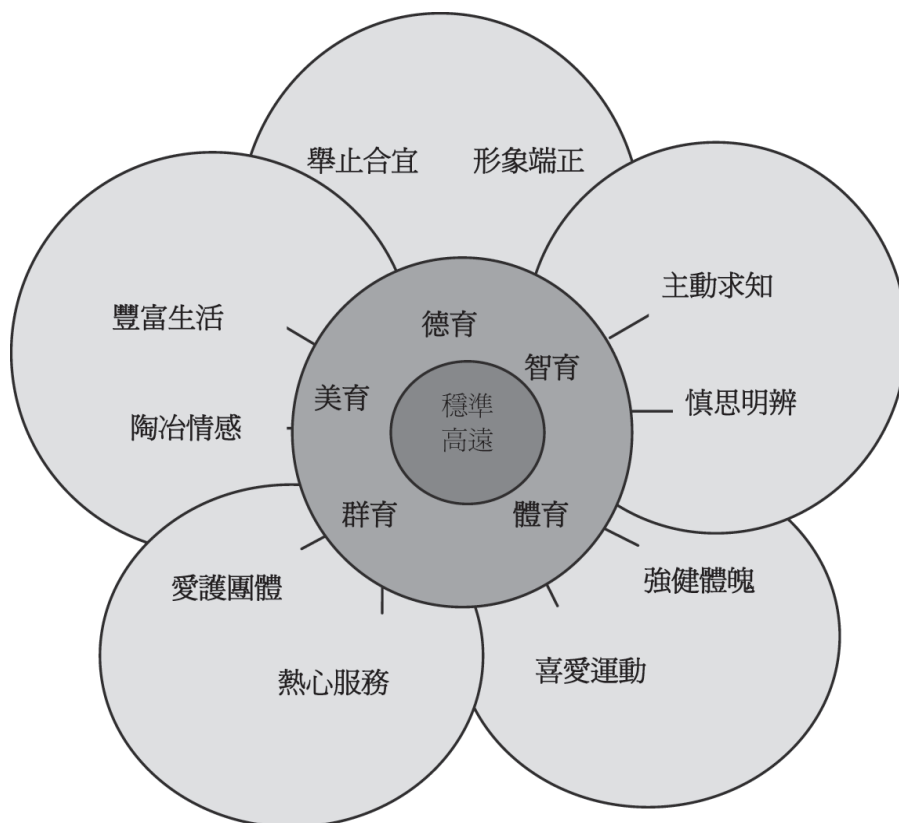 舉止合宜
形象端正
主動求知
豐富生活
德育
智育
美育
慎思明辨
穩準
高遠
陶冶情感
群育
體育
強健體魄
愛護團體
喜愛運動
熱心服務